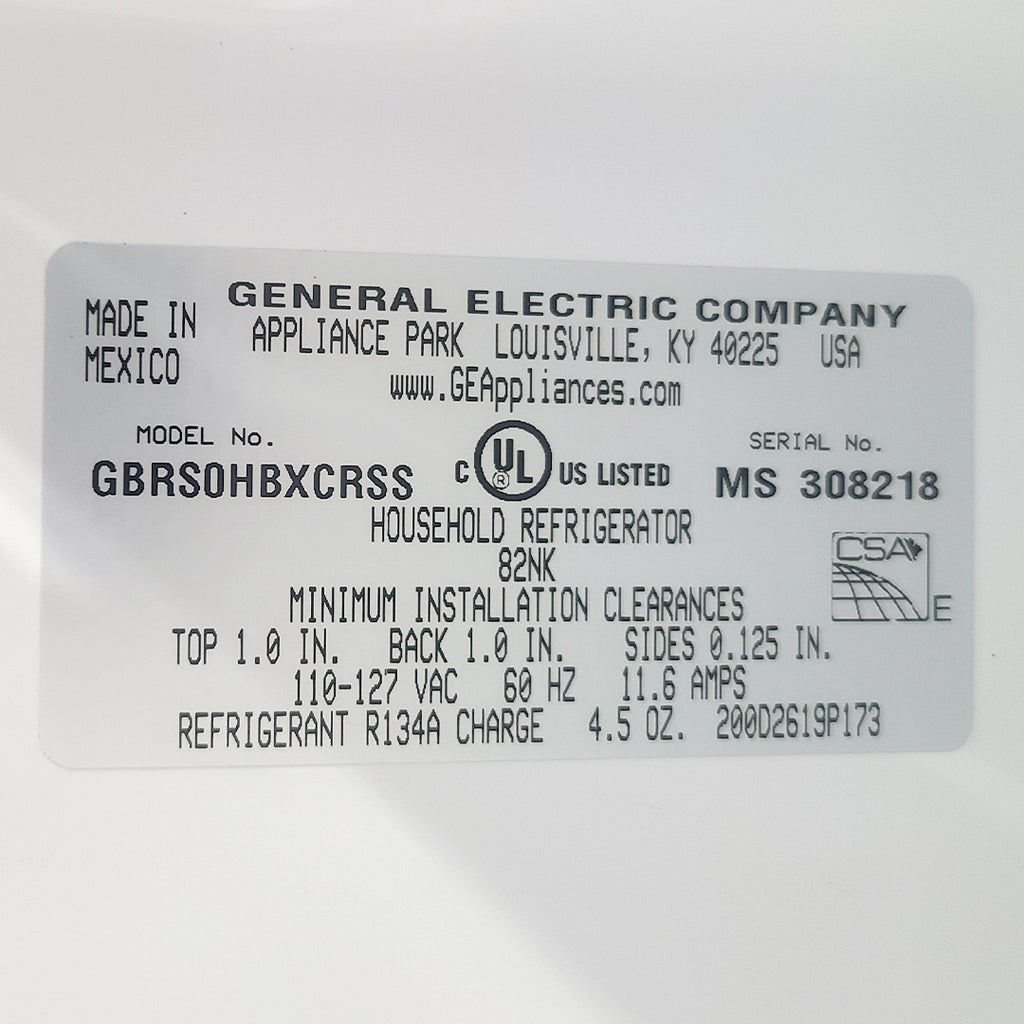 MADE IN
MEXICO
GENERAL ELECTRIC COMPANY
APPLIANCE PARK LOUISVILLE, KY 40225 USA
www.GEAppliances.com
MODEL No.
GBRS0HBXCRSS
C UL ® US LISTED
SERIAL No.
MS 308218
HOUSEHOLD REFRIGERATOR
82NK
CSA
E
MINIMUM INSTALLATION CLEARANCES
TOP 1.0 IN. BACK 1.0 IN. SIDES 0.125 IN.
110-127 VAC 60 HZ 11.6 AMPS
REFRIGERANT R134A CHARGE 4.5 OZ. 200D2619P173